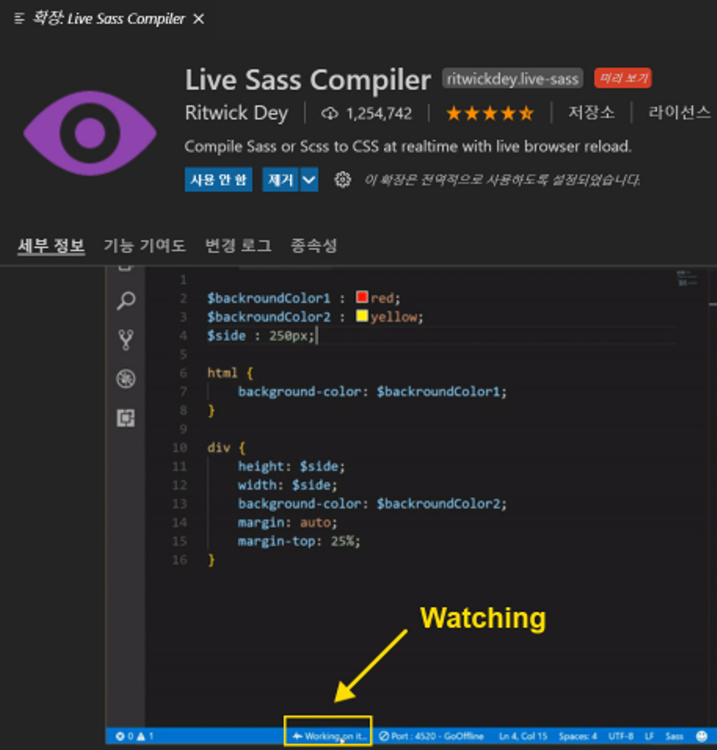 확장: Live Sass Compiler ×
Live Sass Compiler ritwickdey.live-sass 미리 보기
Ritwick Dey 1,254,742 저장소 라이선스
Compile Sass or Scss to CSS at realtime with live browser reload.
사용 안 함 제거 이 확장은 전역적으로 사용하도록 설정되었습니다.
세부 정보 기능 기여도 변경 로그 종속성
1
2 $backroundColor1 : red;
3 $backroundColor2 : yellow;
4 $side : 250px;
5
6 html {
7 background-color: $backroundColor1;
8 }
9
10 div {
11 height: $side;
12 width: $side;
13 background-color: $backroundColor2;
14 margin: auto;
15 margin-top: 25%;
16 }
Watching
0 1 Working on it... Port : 4520 - GoOffline Ln 4, Col 15 Spaces: 4 UTF-8 LF Sass